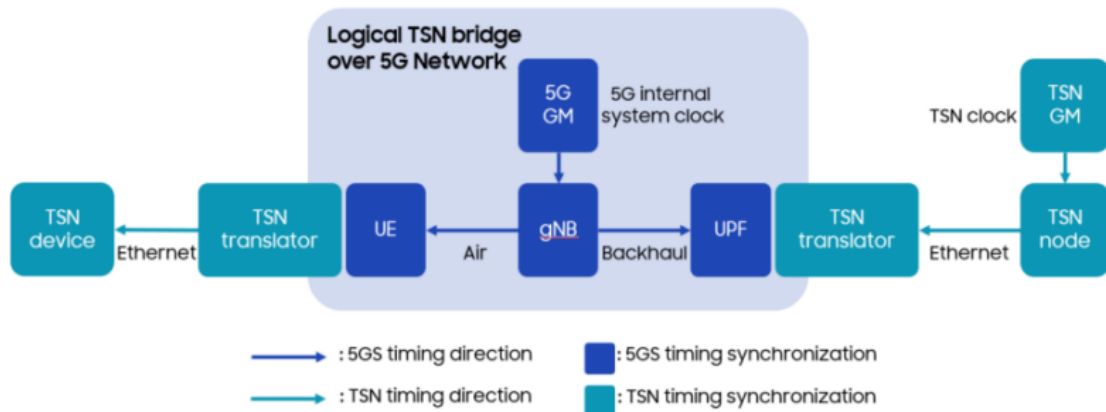 Logical TSN bridge
over 5G Network
5G
GM
5G internal
system clock
TSN clock
TSN
GM
TSN
device
Ethernet
TSN
translator
UE
Air
gNB
Backhaul
UPF
TSN
translator
Ethernet
TSN
node
: 5GS timing direction
: 5GS timing synchronization
: TSN timing direction
: TSN timing synchronization